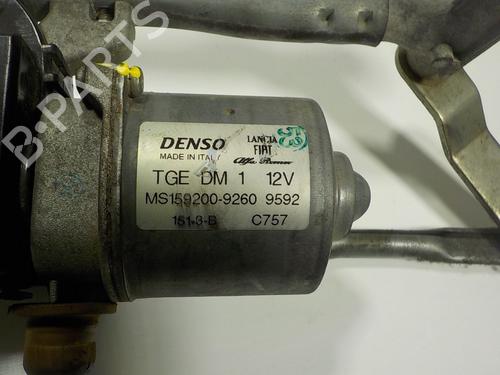 B-PARTS
DENSO
MADE IN ITALY
LANCIA
FIAT
Alfa Romeo
TGE DM 1 12V
MS159200-9260 9592
151-3-B C757